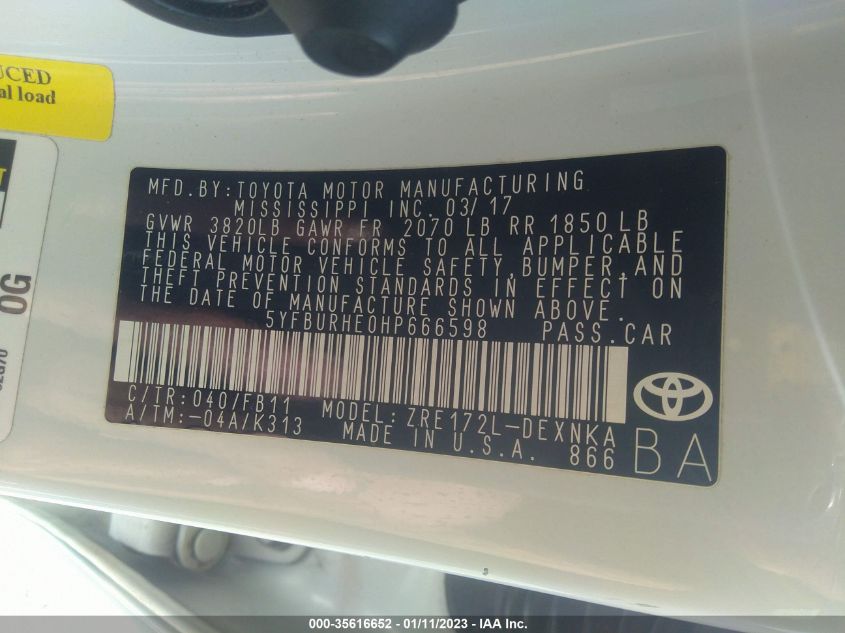 UCED
al load
0G
MFD.BY:TOYOTA MOTOR MANUFACTURING
MISSISSIPPI INC. 03/17
GVWR 3820LB GAWR FR 2070 LB RR 1850 LB
THIS VEHICLE CONFORMS TO ALL APPLICABLE
FEDERAL MOTOR VEHICLE SAFETY, BUMPER, AND
THEFT PREVENTION STANDARDS IN EFFECT ON
THE DATE OF MANUFACTURE SHOWN ABOVE.
5YFBURHE0HP666598 PASS.CAR
C/TR: 040/FB11 MODEL: ZRE172L-DEXNKA
A/TM:-04A/K313 MADE IN U.S.A. 866
BA
000-35616652 - 01/11/2023 - IAA Inc.